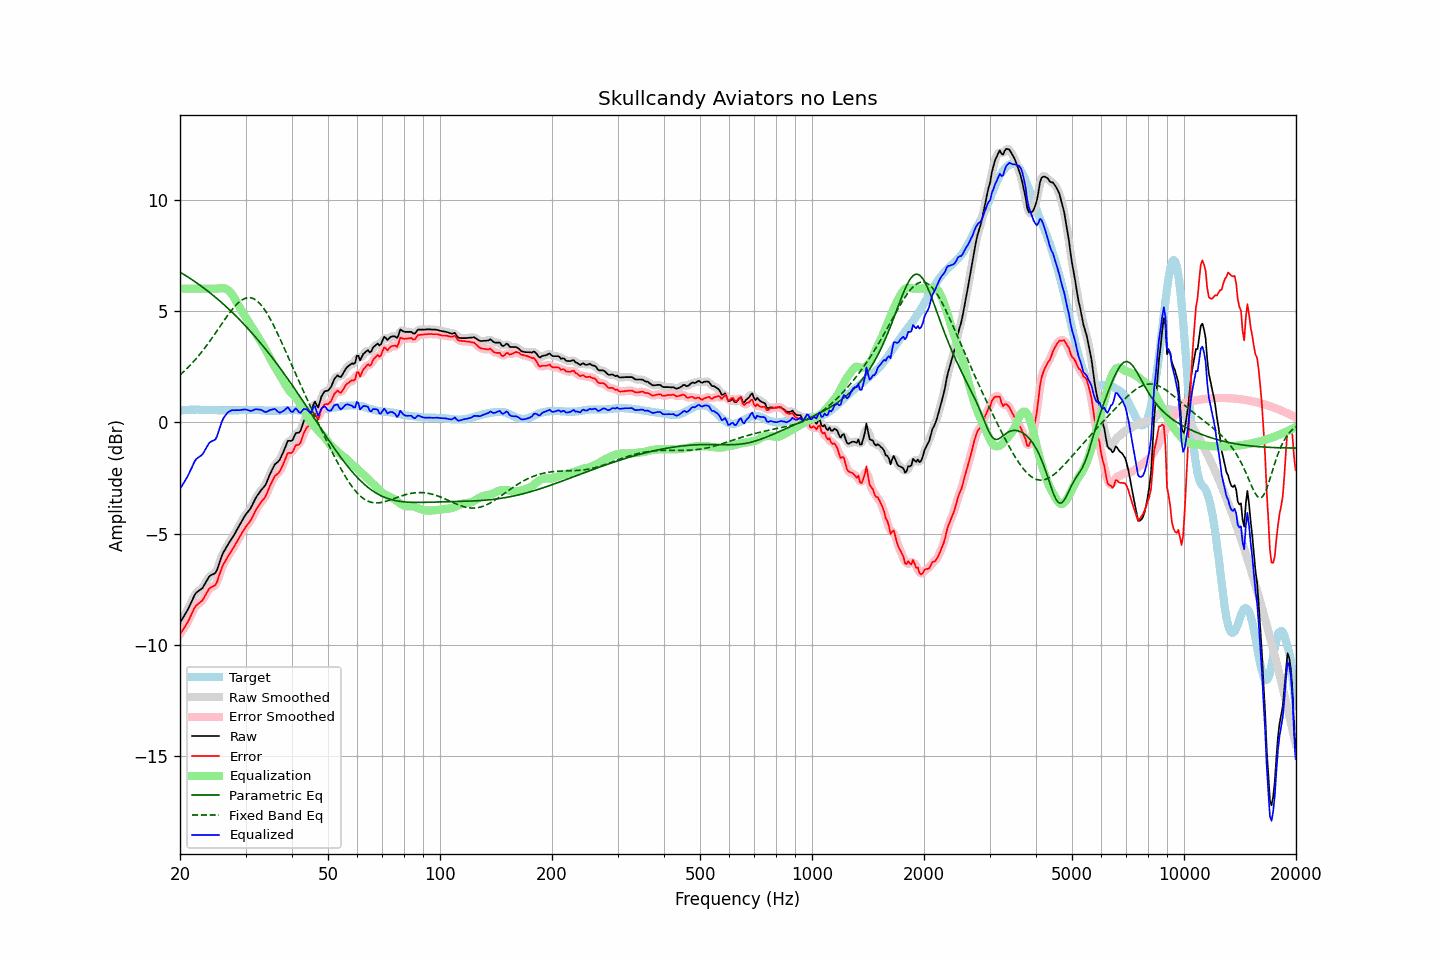 Skullcandy Aviators no Lens
Amplitude (dBr)
10
5
0
−5
−10
−15
Target
Raw Smoothed
Error Smoothed
Raw
Error
Equalization
Parametric Eq
Fixed Band Eq
Equalized
20 50 100 200 500 1000 2000 5000 10000 20000
Frequency (Hz)